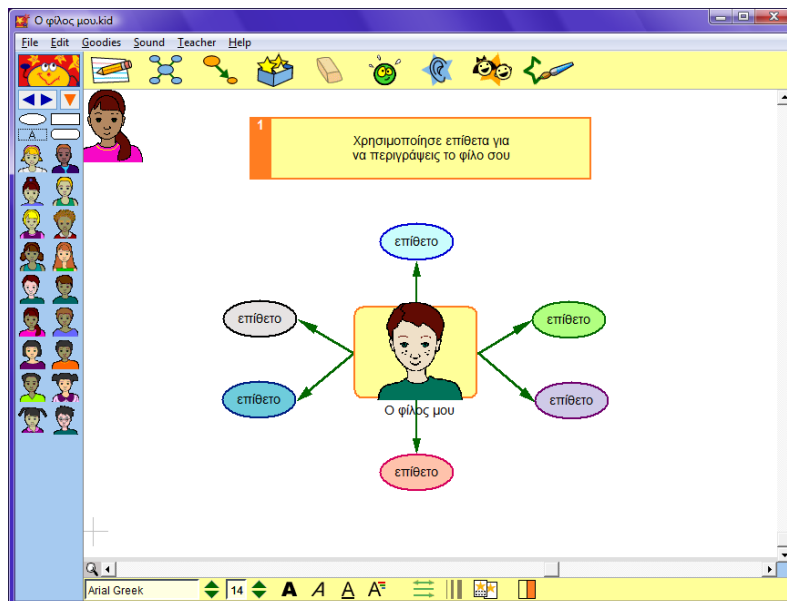 Ο φίλος μου.kid
File Edit Goodies Sound Teacher Help
A
1
Χρησιμοποίησε επίθετα για
να περιγράψεις το φίλο σου
επίθετο
επίθετο
επίθετο
επίθετο
επίθετο
Ο φίλος μου
επίθετο
Arial Greek 14 A A A A